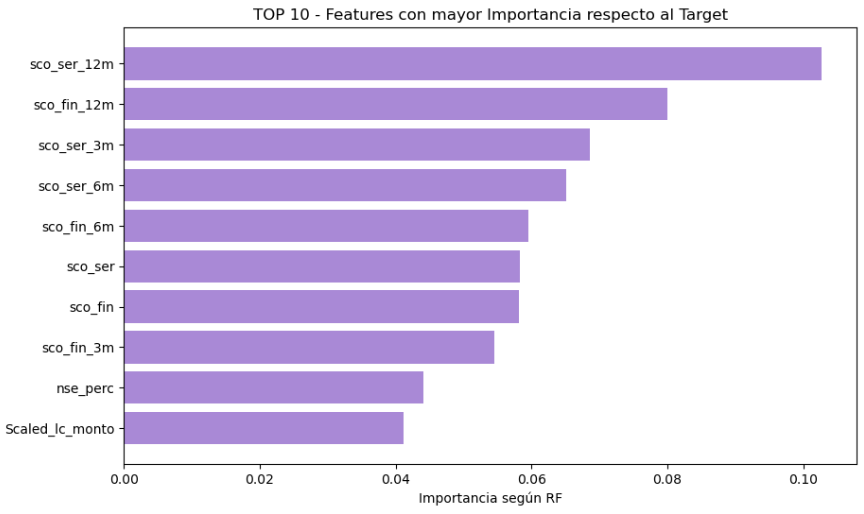 TOP 10 - Features con mayor Importancia respecto al Target
sco_ser_12m
sco_fin_12m
sco_ser_3m
sco_ser_6m
sco_fin_6m
sco_ser
sco_fin
sco_fin_3m
nse_perc
Scaled_lc_monto
0.00 0.02 0.04 0.06 0.08 0.10
Importancia según RF